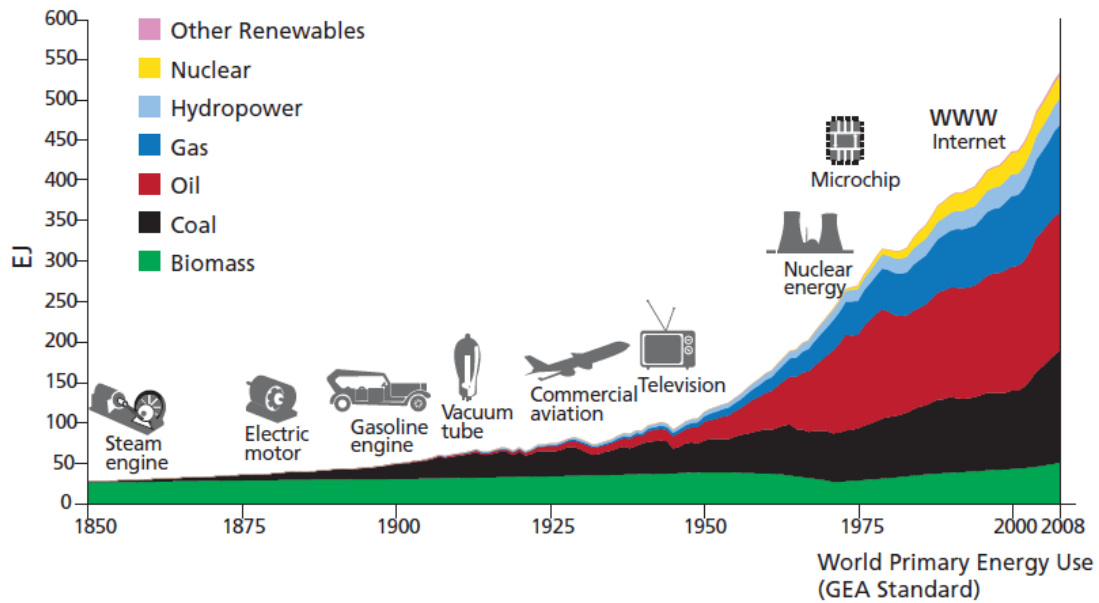 600
550
500
450
400
350
300
250
200
150
100
50
0
EJ
Other Renewables
Nuclear
Hydropower
Gas
Oil
Coal
Biomass
Steam
engine
Electric
motor
Gasoline
engine
Vacuum
tube
Commercial
aviation
Television
Nuclear
energy
Microchip
WWW
Internet
1850
1875
1900
1925
1950
1975
2000
2008
World Primary Energy Use
(GEA Standard)